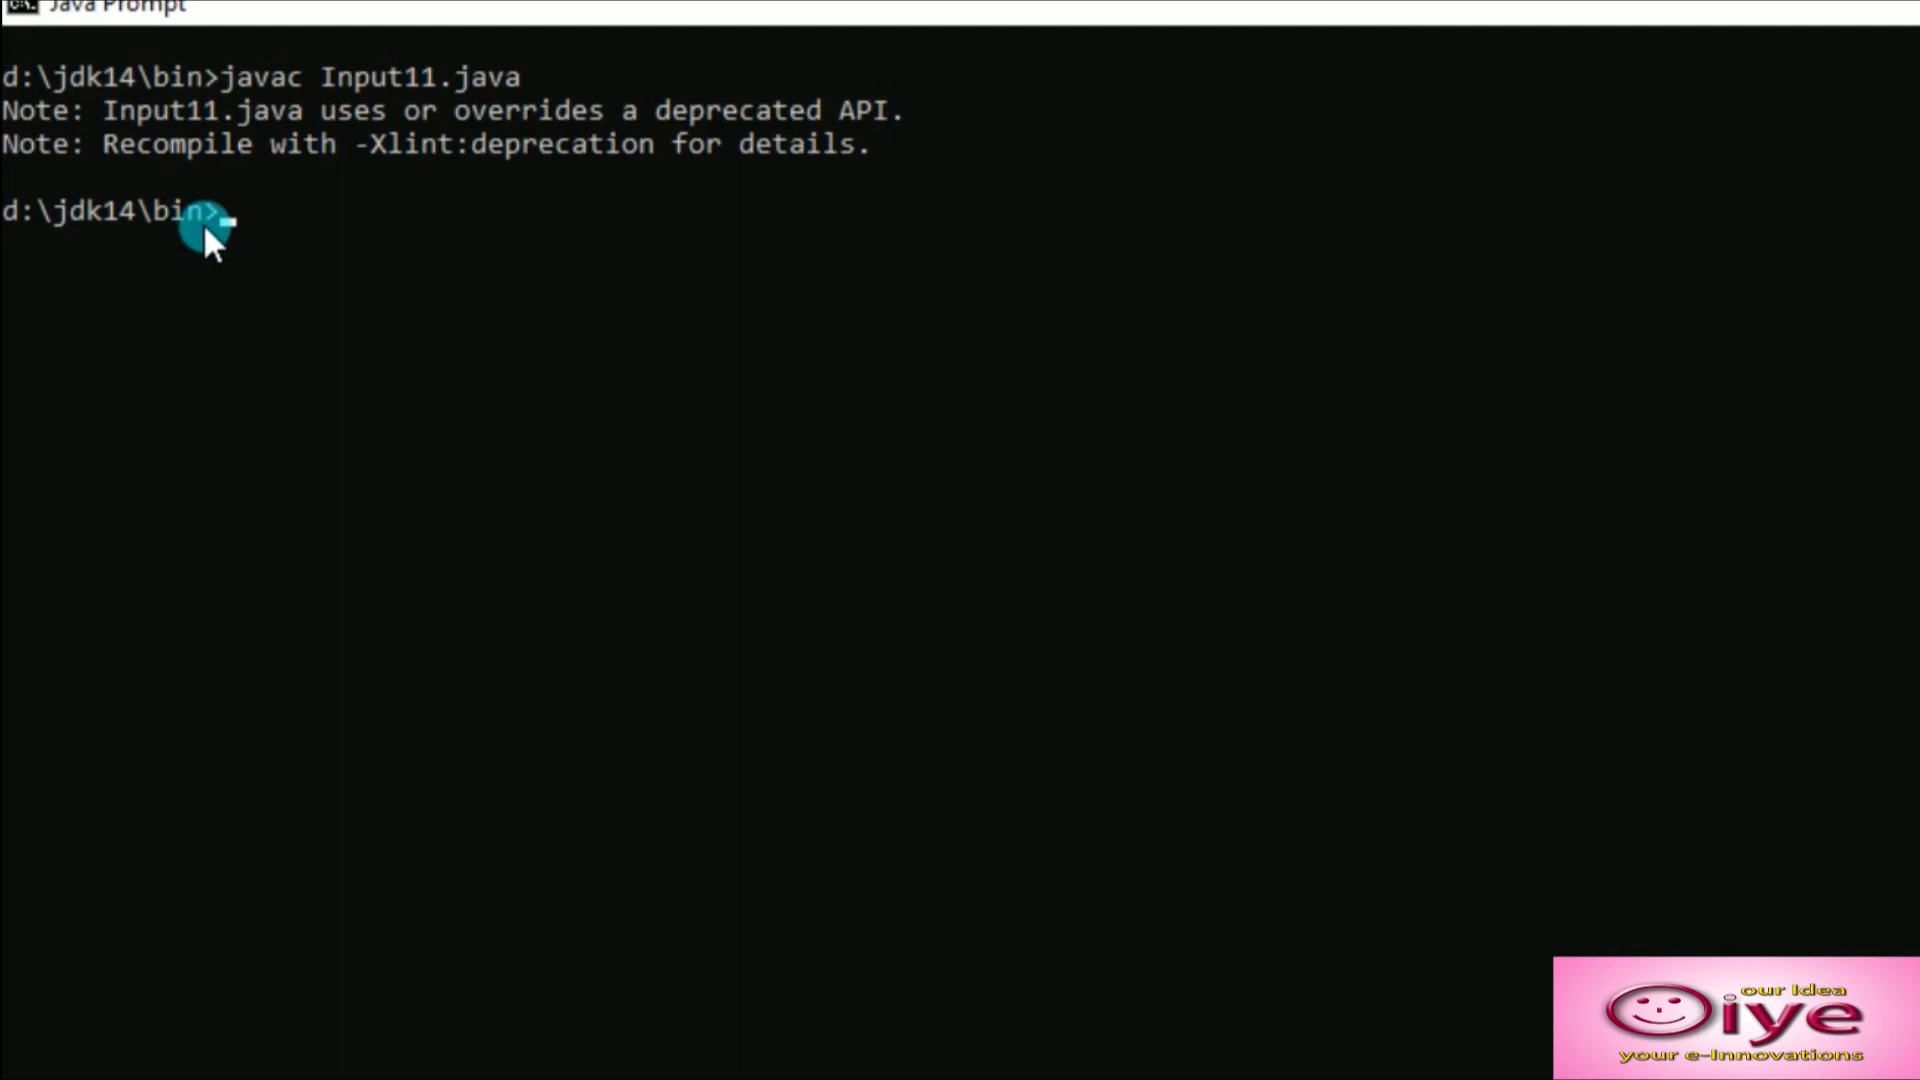 Java Prompt
d:\jdk14\bin>javac Input11.java
Note: Input11.java uses or overrides a deprecated API.
Note: Recompile with -Xlint:deprecation for details.
d:\jdk14\bin>
our Idea
Oiye
your e-Innovations